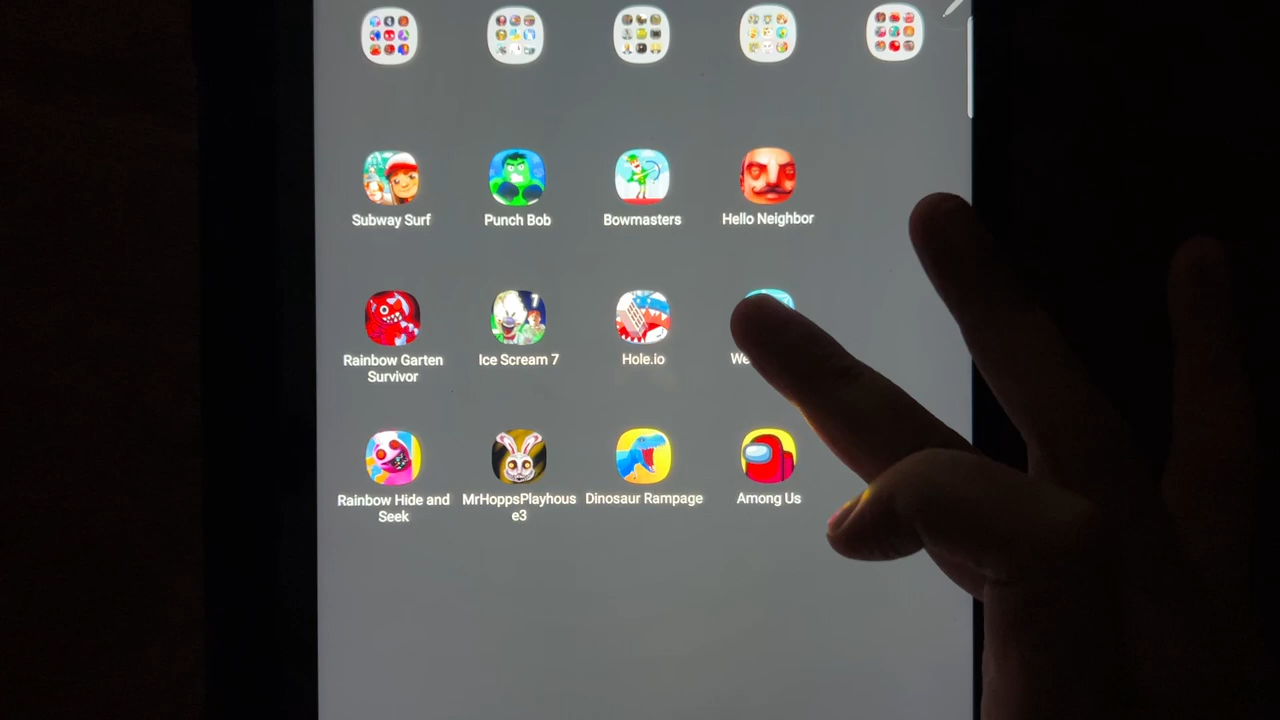 Subway Surf
Punch Bob
Bowmasters
Hello Neighbor
Rainbow Garten
Survivor
Ice Scream 7
Hole.io
Rainbow Hide and
Seek
MrHoppsPlayhous
e3
Dinosaur Rampage
Among Us